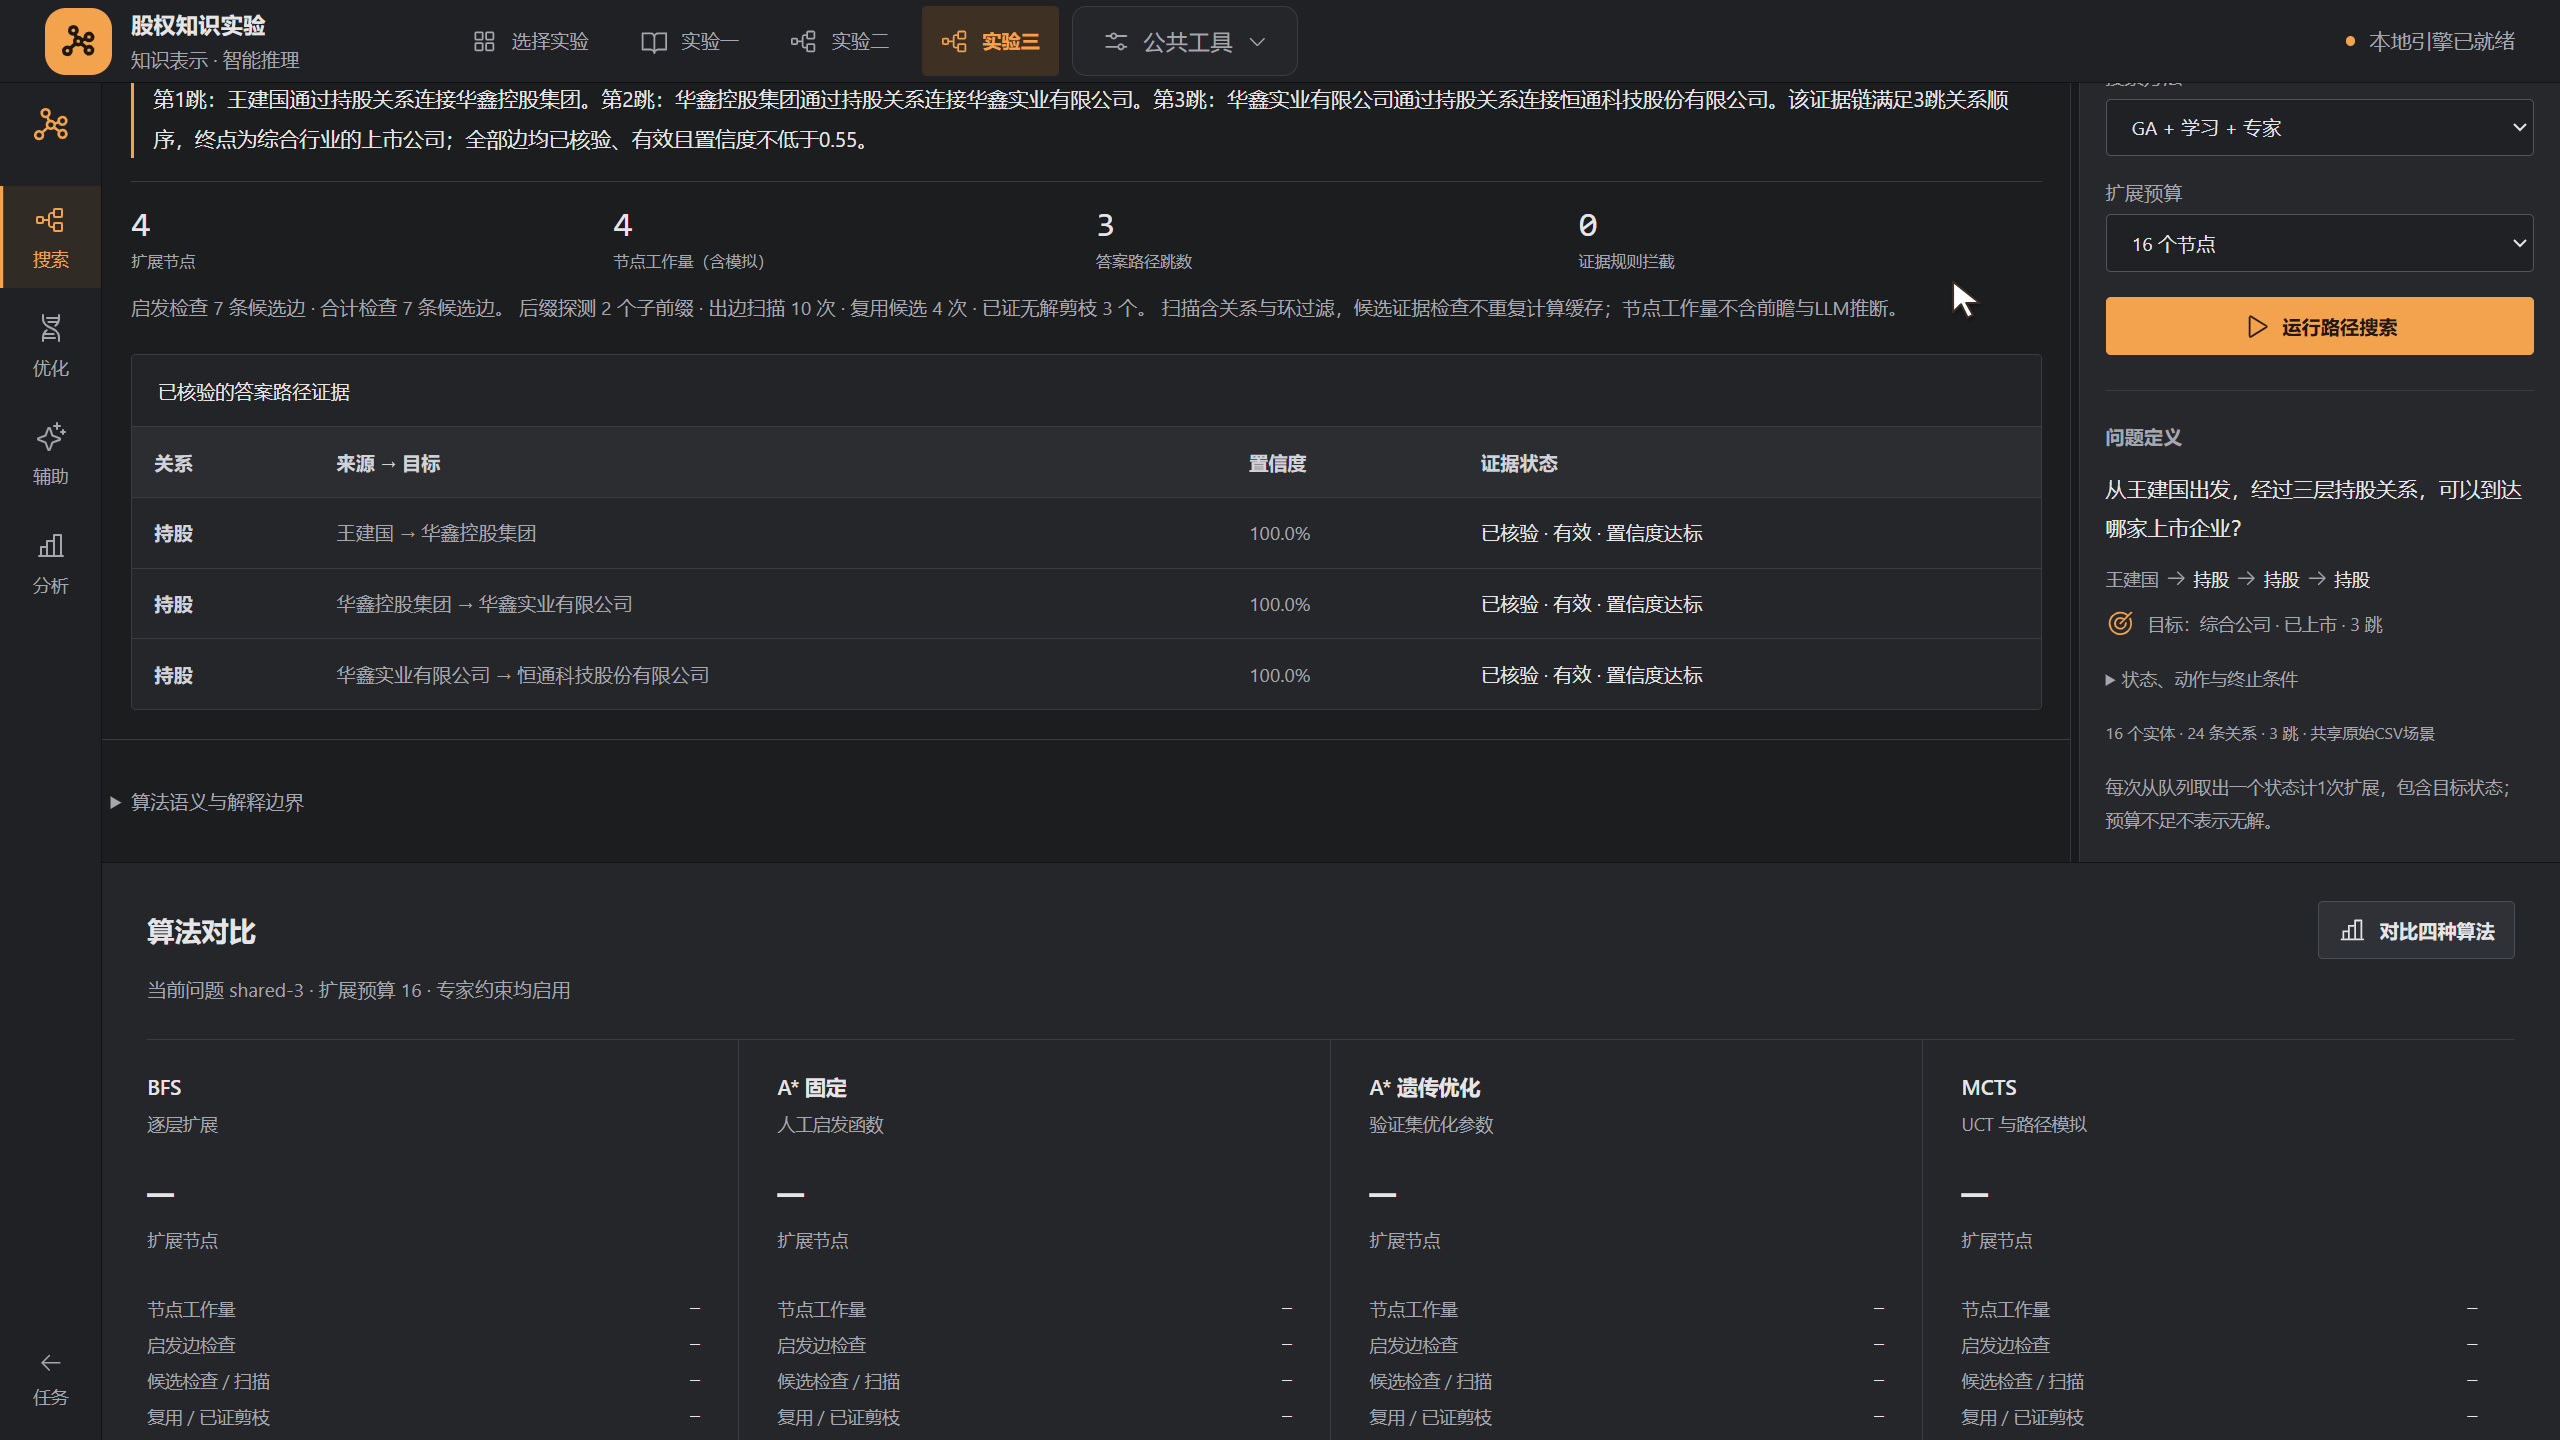 股权知识实验
知识表示 · 智能推理
选择实验
实验一
实验二
实验三
公共工具
本地引擎已就绪
搜索
优化
辅助
分析
任务
第1跳：王建国通过持股关系连接华鑫控股集团。第2跳：华鑫控股集团通过持股关系连接华鑫实业有限公司。第3跳：华鑫实业有限公司通过持股关系连接恒通科技股份有限公司。该证据链满足3跳关系顺
序，终点为综合行业的上市公司；全部边均已核验、有效且置信度不低于0.55。
4
扩展节点
4
节点工作量（含模拟）
3
答案路径跳数
0
证据规则拦截
启发检查 7 条候选边 · 合计检查 7 条候选边。 后缀探测 2 个子前缀 · 出边扫描 10 次 · 复用候选 4 次 · 已证无解剪枝 3 个。 扫描含关系与环过滤，候选证据检查不重复计算缓存；节点工作量不含前瞻与LLM推断。
已核验的答案路径证据
关系 来源 → 目标 置信度 证据状态
持股 王建国 → 华鑫控股集团 100.0% 已核验 · 有效 · 置信度达标
持股 华鑫控股集团 → 华鑫实业有限公司 100.0% 已核验 · 有效 · 置信度达标
持股 华鑫实业有限公司 → 恒通科技股份有限公司 100.0% 已核验 · 有效 · 置信度达标
算法语义与解释边界
GA + 学习 + 专家
扩展预算
16 个节点
运行路径搜索
问题定义
从王建国出发，经过三层持股关系，可以到达
哪家上市企业？
王建国 → 持股 → 持股 → 持股
目标：综合公司 · 已上市 · 3 跳
状态、动作与终止条件
16 个实体 · 24 条关系 · 3 跳 · 共享原始CSV场景
每次从队列取出一个状态计1次扩展，包含目标状态；
预算不足不表示无解。
算法对比
对比四种算法
当前问题 shared-3 · 扩展预算 16 · 专家约束均启用
BFS
逐层扩展
—
扩展节点
节点工作量 –
启发边检查 –
候选检查 / 扫描 –
复用 / 已证剪枝 –
A* 固定
人工启发函数
—
扩展节点
节点工作量 –
启发边检查 –
候选检查 / 扫描 –
复用 / 已证剪枝 –
A* 遗传优化
验证集优化参数
—
扩展节点
节点工作量 –
启发边检查 –
候选检查 / 扫描 –
复用 / 已证剪枝 –
MCTS
UCT 与路径模拟
—
扩展节点
节点工作量 –
启发边检查 –
候选检查 / 扫描 –
复用 / 已证剪枝 –